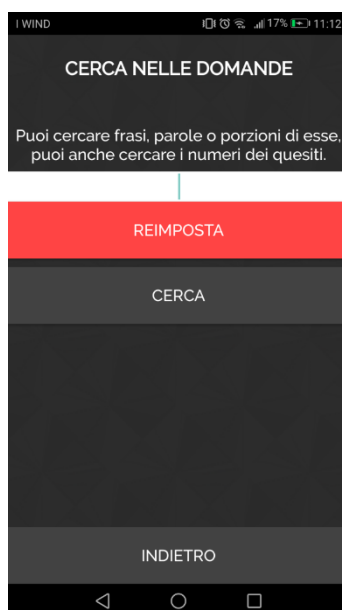 I WIND 17% 11:12
CERCA NELLE DOMANDE
Puoi cercare frasi, parole o porzioni di esse,
puoi anche cercare i numeri dei quesiti.
REIMPOSTA
CERCA
INDIETRO